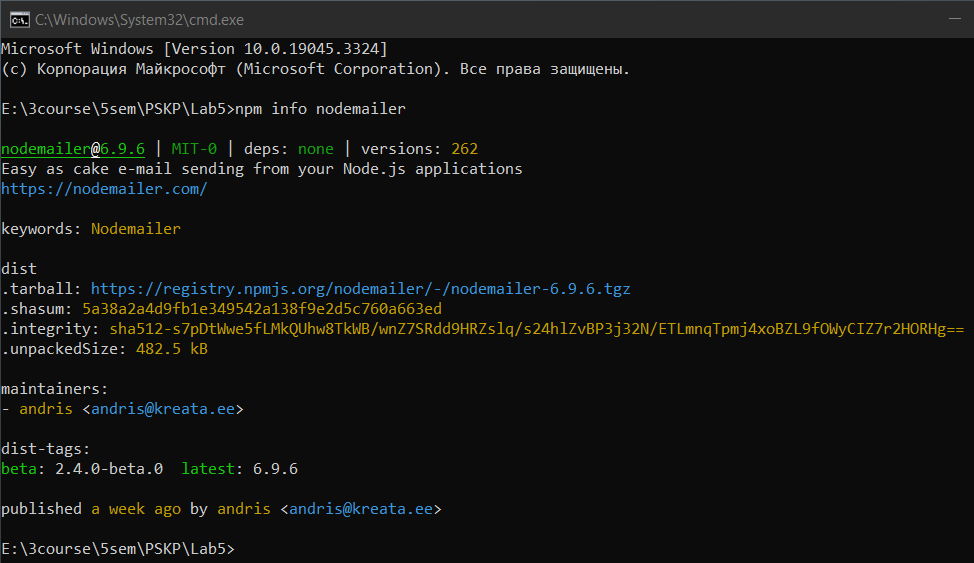 C:\Windows\System32\cmd.exe
Microsoft Windows [Version 10.0.19045.3324]
(c) Корпорация Майкрософт (Microsoft Corporation). Все права защищены.
E:\3course\5sem\PSKP\Lab5>npm info nodemailer
nodemailer@6.9.6 | MIT-0 | deps: none | versions: 262
Easy as cake e-mail sending from your Node.js applications
https://nodemailer.com/
keywords: Nodemailer
dist
.tarball: https://registry.npmjs.org/nodemailer/-/nodemailer-6.9.6.tgz
.shasum: 5a38a2a4d9fb1e349542a138f9e2d5c760a663ed
.integrity: sha512-s7pDtWwe5fLMkQUhw8TkWB/wnZ7SRdd9HRZslq/s24hlZvBP3j32N/ETLmnqTpmj4xoBZL9fOWyCIZ7r2HORHg==
.unpackedSize: 482.5 kB
maintainers:
- andris <andris@kreata.ee>
dist-tags:
beta: 2.4.0-beta.0  latest: 6.9.6
published a week ago by andris <andris@kreata.ee>
E:\3course\5sem\PSKP\Lab5>